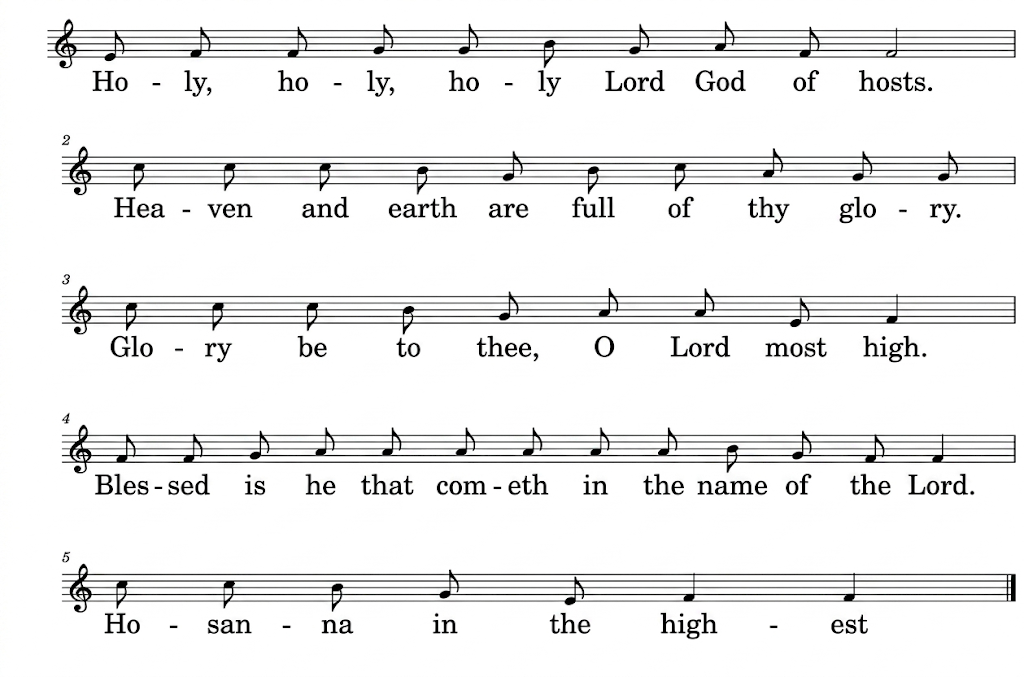 Ho - ly, ho - ly, ho - ly Lord God of hosts.
2
Hea - ven and earth are full of thy glo - ry.
3
Glo - ry be to thee, O Lord most high.
4
Bles - sed is he that com - eth in the name of the Lord.
5
Ho - san - na in the high - est